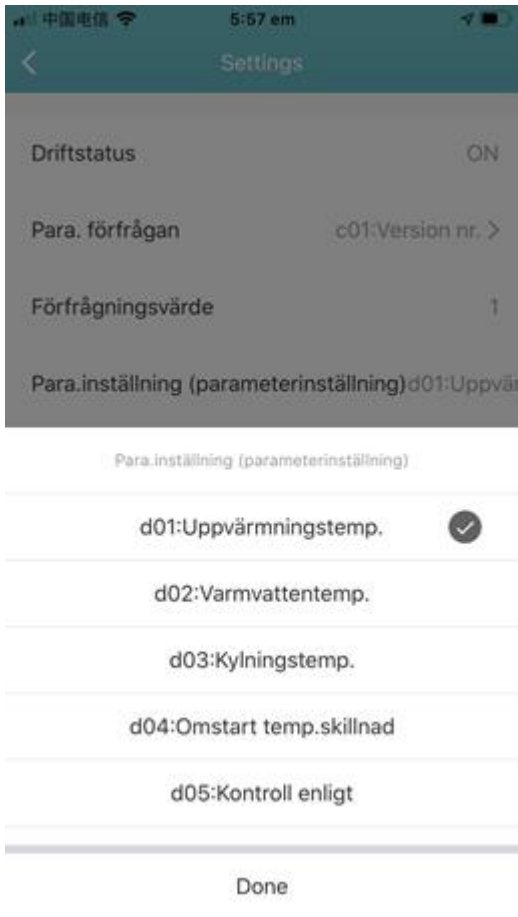 中国电信 5:57 em
Settings
Driftstatus ON
Para. förfrågan c01:Version nr. >
Förfrågningsvärde 1
Para.inställning (parameterinställning) d01:Uppvär
Para.inställning (parameterinställning)
d01:Uppvärmningstemp.
d02:Varmvattentemp.
d03:Kylningstemp.
d04:Omstart temp.skillnad
d05:Kontroll enligt
Done